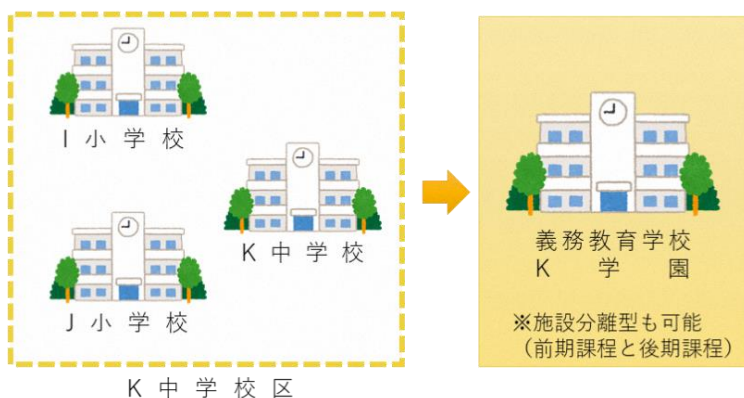 I 小 学 校
K 中 学 校
J 小 学 校
K 中 学 校 区
義務教育学校
K 学 園
※施設分離型も可能
（前期課程と後期課程）